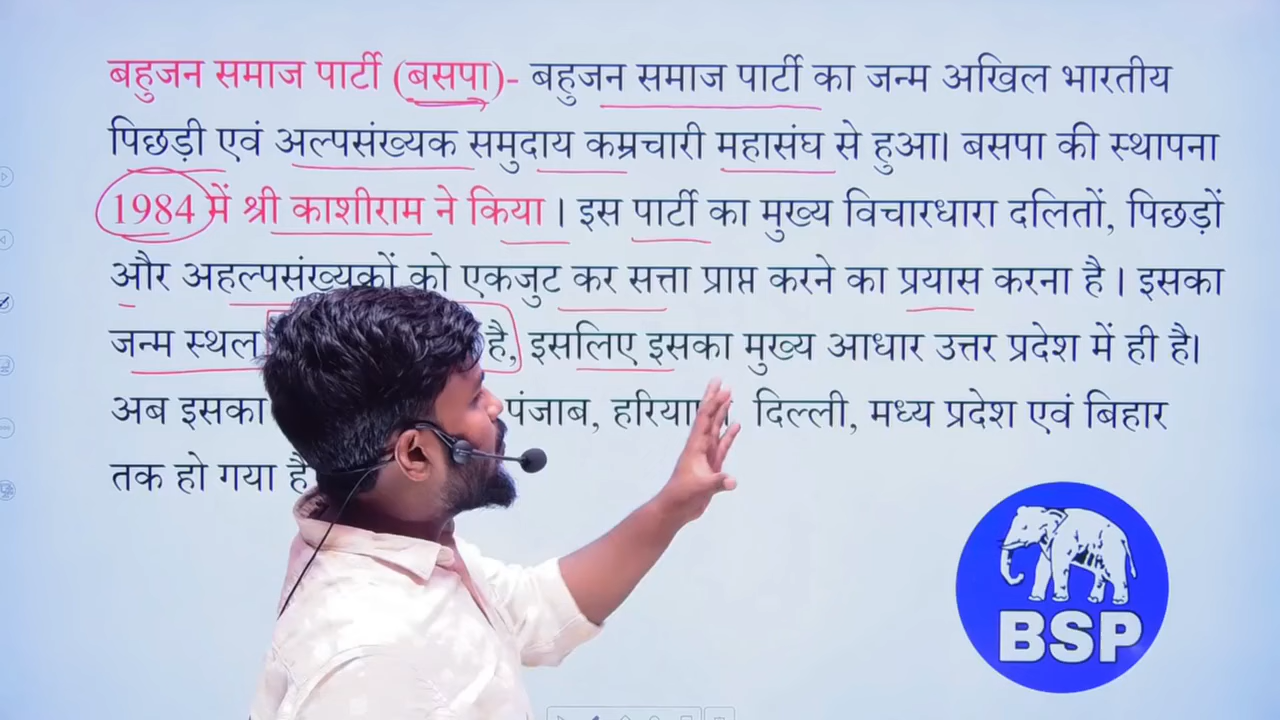 बहुजन समाज पार्टी (बसपा)- बहुजन समाज पार्टी का जन्म अखिल भारतीय
पिछड़ी एवं अल्पसंख्यक समुदाय कम्रचारी महासंघ से हुआ। बसपा की स्थापना
1984 में श्री काशीराम ने किया । इस पार्टी का मुख्य विचारधारा दलितों, पिछड़ों
और अहल्पसंख्यकों को एकजुट कर सत्ता प्राप्त करने का प्रयास करना है । इसका
जन्म स्थल है, इसलिए इसका मुख्य आधार उत्तर प्रदेश में ही है।
अब इसका पंजाब, हरियाणा, दिल्ली, मध्य प्रदेश एवं बिहार
तक हो गया है
BSP